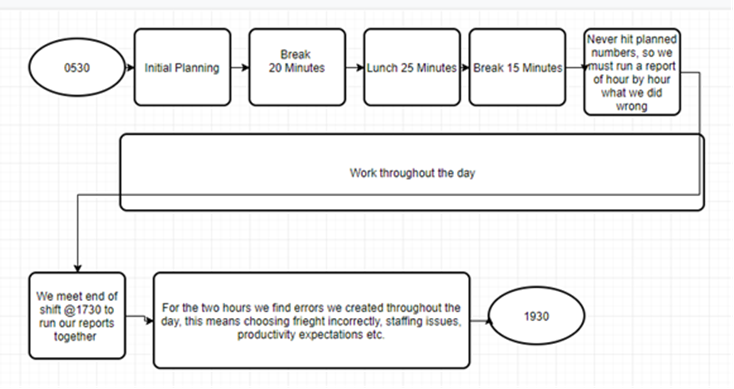 0530
Initial Planning
Break
20 Minutes
Lunch 25 Minutes
Break 15 Minutes
Never hit planned
numbers, so we
must run a report
of hour by hour
what we did
wrong
Work throughout the day
We meet end of
shift @1730 to
run our reports
together
For the two hours we find errors we created throughout the
day, this means choosing frieght incorrectly, staffing issues,
productivity expectations etc.
1930